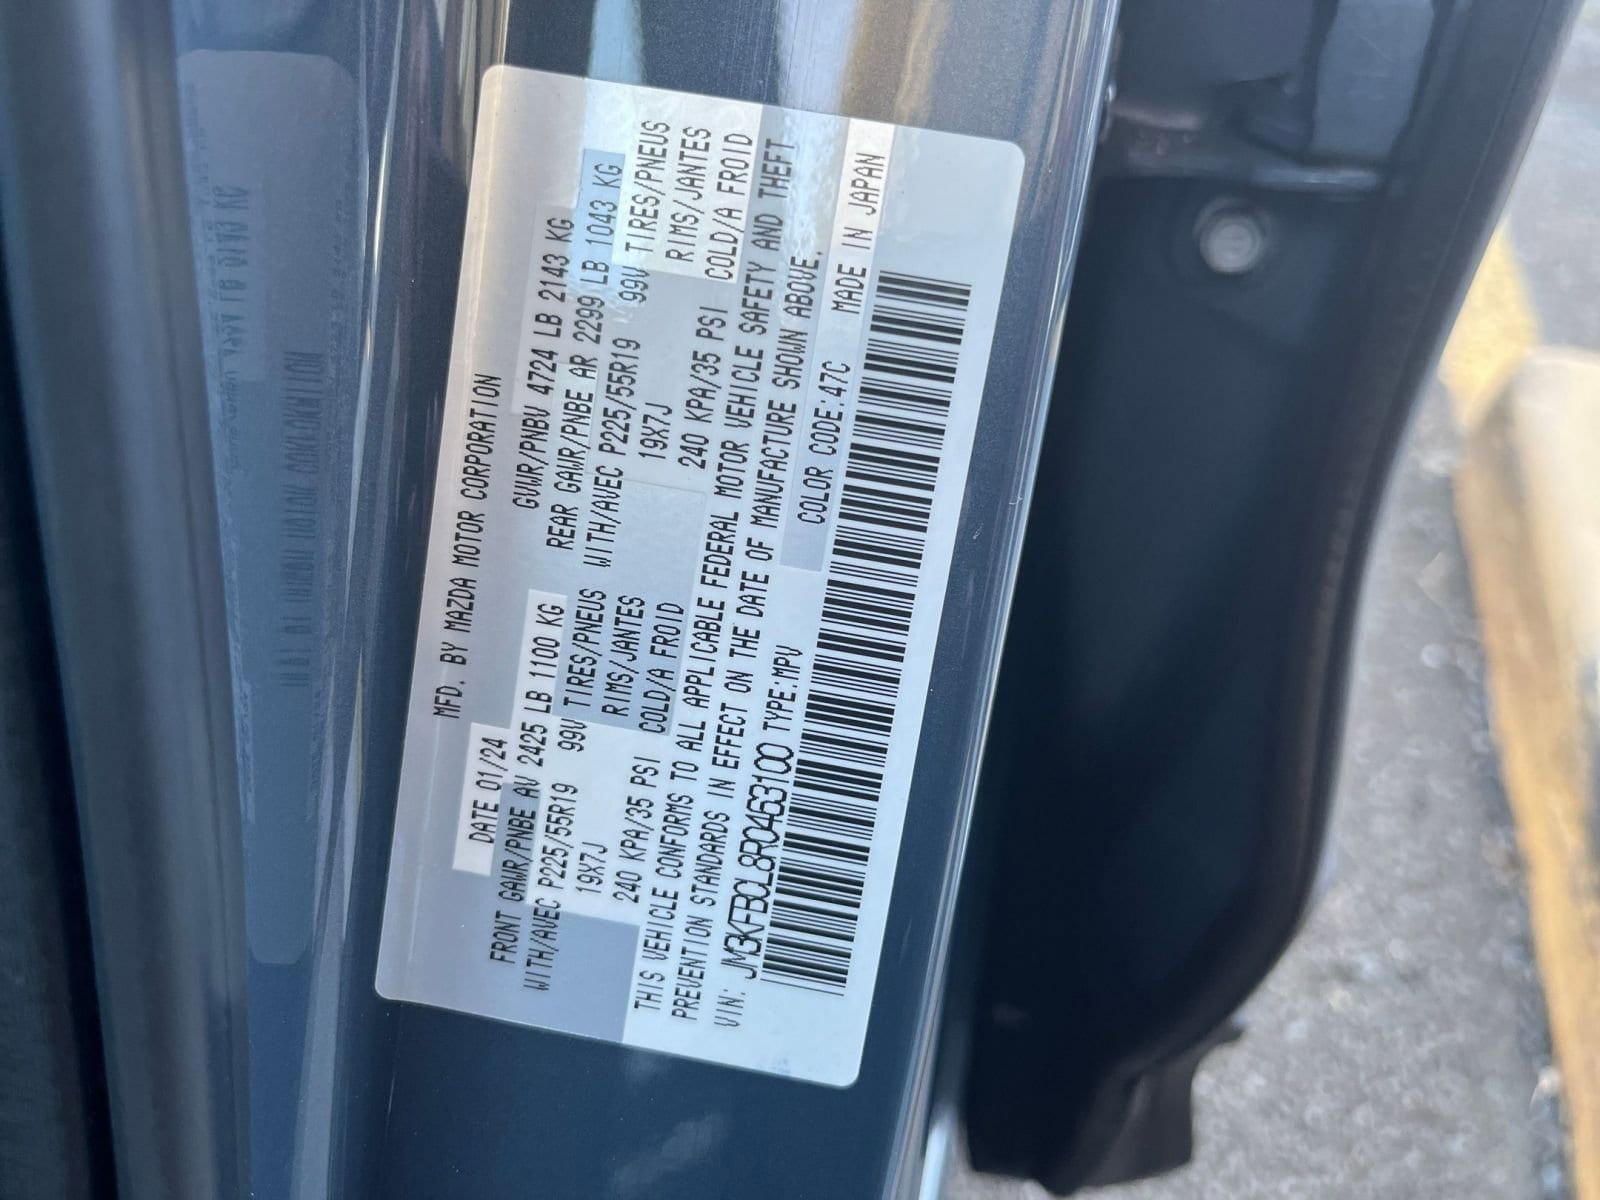 MFD. BY MAZDA MOTOR CORPORATION
DATE 01/24 GVWR/PNBV 4724 LB 2143 KG
FRONT GAWR/PNBE AV 2425 LB 1100 KG REAR GAWR/PNBE AR 2299 LB 1043 KG
WITH/AVEC P225/55R19 99V TIRES/PNEUS WITH/AVEC P225/55R19 99V TIRES/PNEUS
19X7J RIMS/JANTES 19X7J RIMS/JANTES
240 KPA/35 PSI COLD/A FROID 240 KPA/35 PSI COLD/A FROID
THIS VEHICLE CONFORMS TO ALL APPLICABLE FEDERAL MOTOR VEHICLE SAFETY AND THEFT
PREVENTION STANDARDS IN EFFECT ON THE DATE OF MANUFACTURE SHOWN ABOVE.
VIN: JM3KFBCL8R0463100 TYPE:MPV COLOR CODE:47C MADE IN JAPAN